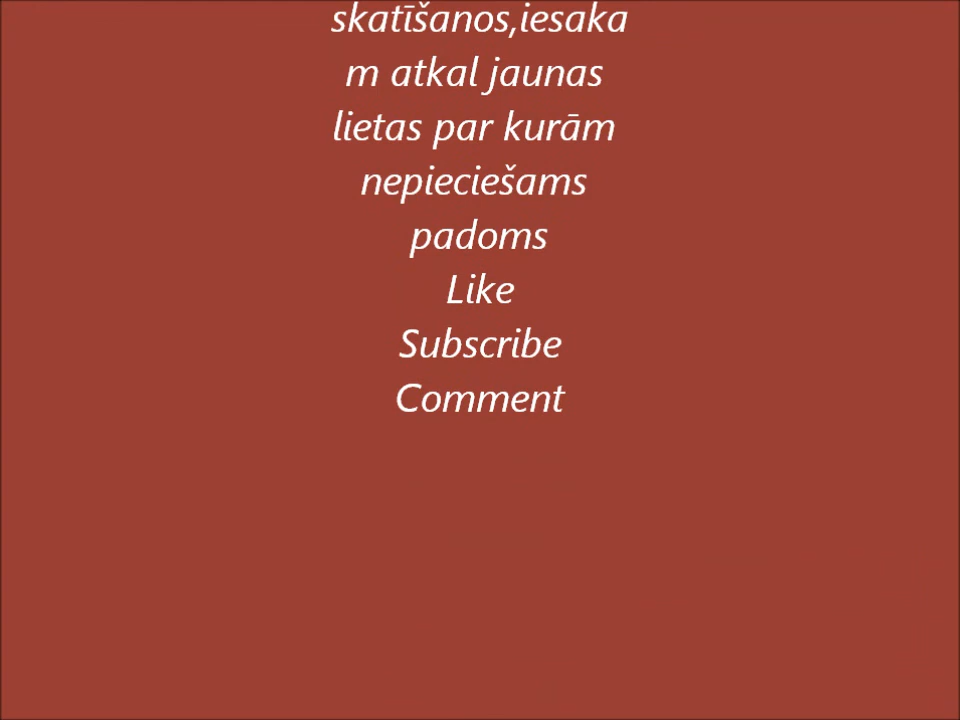 skatīšanos,iesaka
m atkal jaunas
lietas par kurām
nepieciešams
padoms
Like
Subscribe
Comment